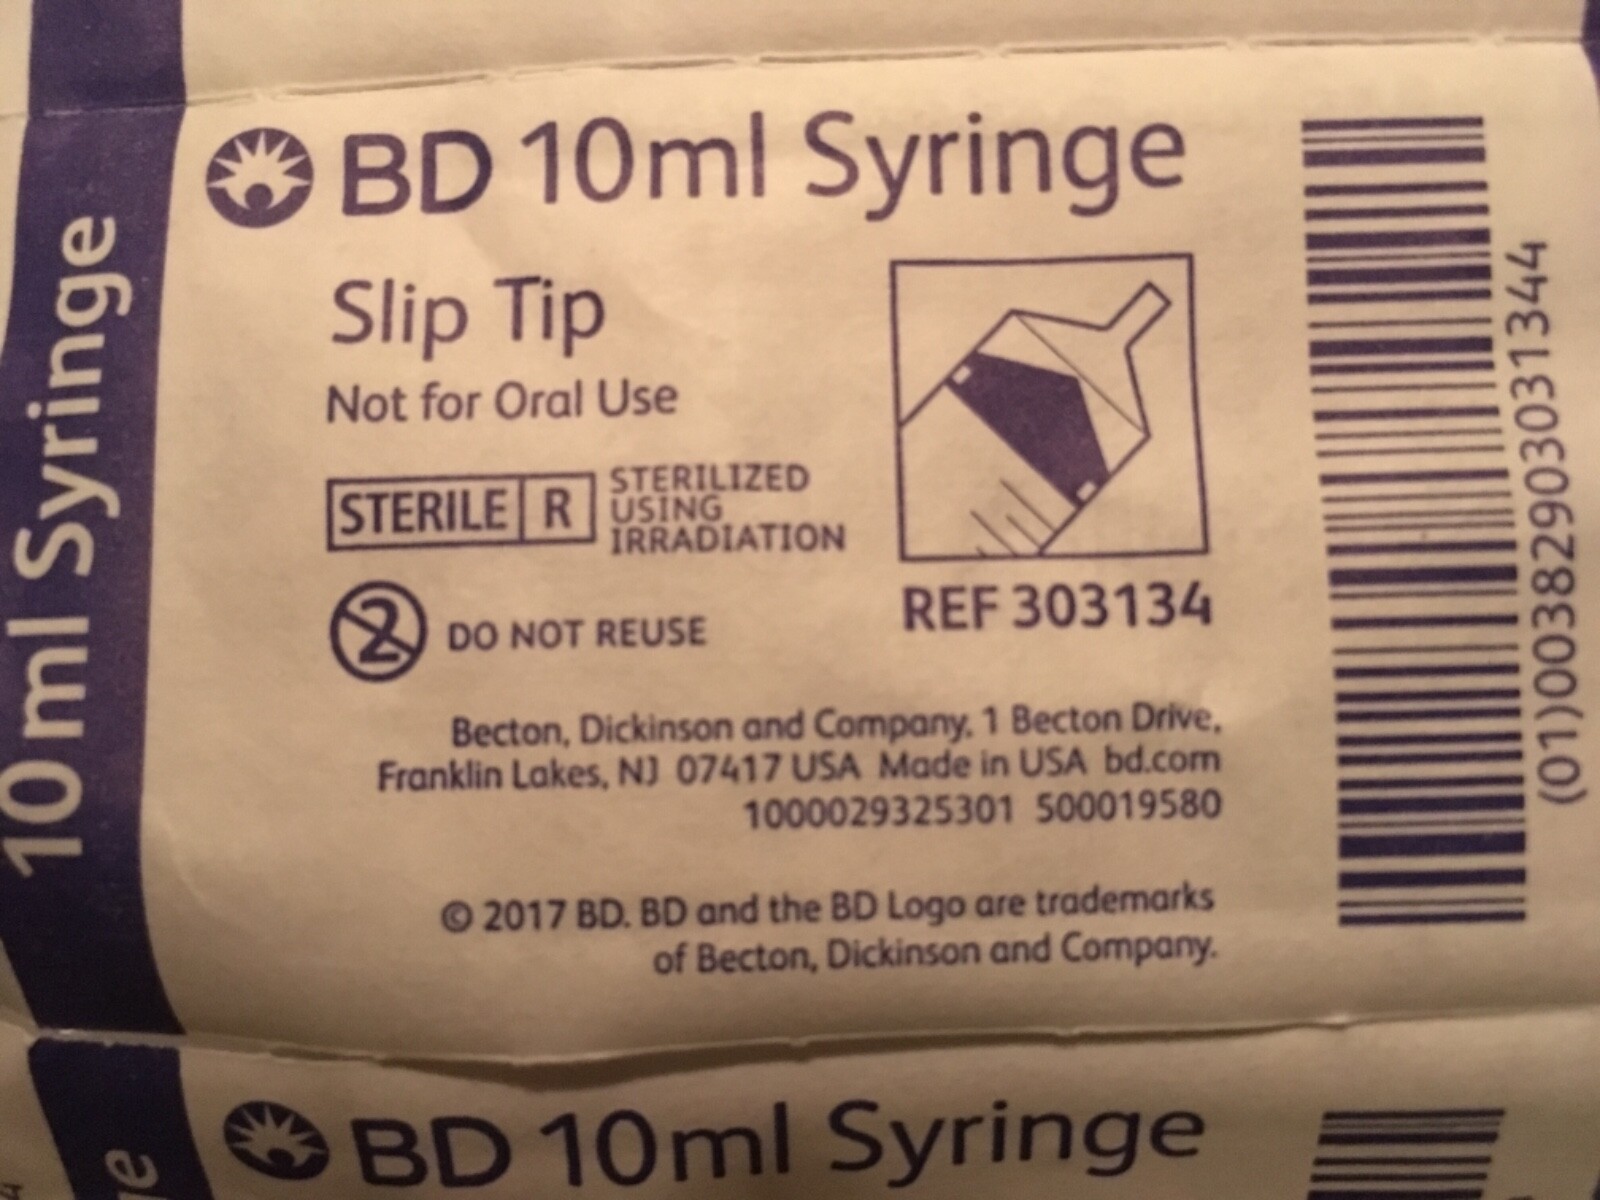 10 ml Syringe
BD 10ml Syringe
Slip Tip
Not for Oral Use
STERILE R STERILIZED
USING
IRRADIATION
2 DO NOT REUSE
REF 303134
Becton, Dickinson and Company, 1 Becton Drive,
Franklin Lakes, NJ 07417 USA Made in USA bd.com
1000029325301 500019580
© 2017 BD. BD and the BD Logo are trademarks
of Becton, Dickinson and Company.
(01)00382903031344
BD 10ml Syringe